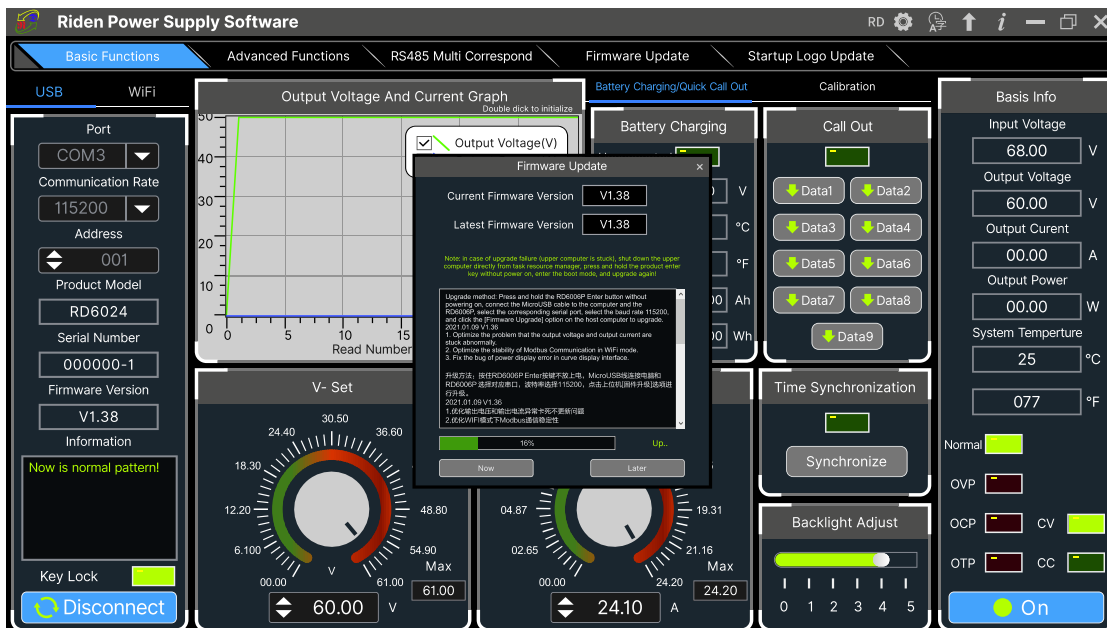 Riden Power Supply Software
RD
Basic Functions
Advanced Functions
RS485 Multi Correspond
Firmware Update
Startup Logo Update
USB
WiFi
Port
COM3
Communication Rate
115200
Address
001
Product Model
RD6024
Serial Number
000000-1
Firmware Version
V1.38
Information
Now is normal pattern!
Key Lock
Disconnect
Output Voltage And Current Graph
Double dick to initialize
Output Voltage(V)
50
40
30
20
10
0
0
5
10
15
Read Number
Battery Charging/Quick Call Out
Calibration
Battery Charging
V
°C
°F
Ah
Wh
Call Out
Data1
Data2
Data3
Data4
Data5
Data6
Data7
Data8
Data9
Firmware Update
Current Firmware Version
V1.38
Latest Firmware Version
V1.38
Note: in case of upgrade failure (upper computer is stuck), shut down the upper
computer directly from task resource manager, press and hold the product enter
key without power on, enter the boot mode, and upgrade again!
Upgrade method: Press and hold the RD6006P Enter button without
powering on, connect the MicroUSB cable to the computer and the
RD6006P, select the corresponding serial port, select the baud rate 115200,
and click the [Firmware Upgrade] option on the host computer to upgrade.
2021.01.09 V1.36
1. Optimize the problem that the output voltage and output current are
stuck abnormally.
2. Optimize the stability of Modbus Communication in WiFi mode.
3. Fix the bug of power display error in curve display interface.
升级方法：按住RD6006P Enter按键不放上电，MicroUSB线连接电脑和
RD6006P 选择对应串口，波特率选择115200，点击上位机[固件升级]选项进
行升级。
2021.01.09 V1.36
1.优化输出电压和输出电流异常卡死不更新问题
2.优化WIFI模式下Modbus通信稳定性
16%
Up..
Now
Later
V- Set
00.00
6.100
12.20
18.30
24.40
30.50
36.60
48.80
54.90
61.00
V
Max
61.00
60.00
V
00.00
02.65
04.87
19.31
21.16
24.20
Max
24.20
24.10
A
Time Synchronization
Synchronize
Backlight Adjust
0
1
2
3
4
5
Basis Info
Input Voltage
68.00
V
Output Voltage
60.00
V
Output Curent
00.00
A
Output Power
00.00
W
System Temperture
25
°C
077
°F
Normal
OVP
OCP
CV
OTP
CC
On